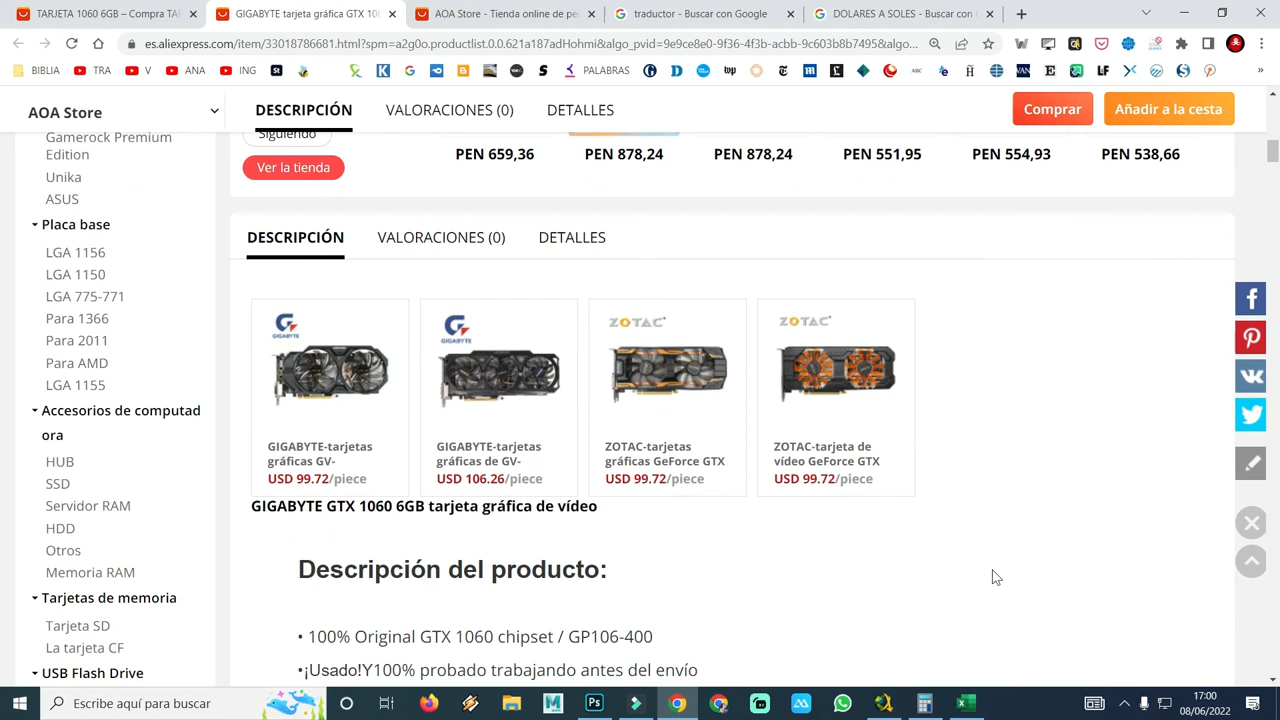 TARJETA 1060 6GB - Compra TAR
GIGABYTE tarjeta gráfica GTX 106
AOA Store - Tienda online de pe
traductor - Buscar con Google
DOLARES A SOLES - Buscar con G
es.aliexpress.com/item/33018786681.html?spm=a2g0o.productlist.0.0.621a1c7adHohmi&algo_pvid=9e9ce8e0-9f36-4f3b-acbb-0c603b8b7495&algo...
BIBLIA
TRA
V
ANA
ING
PALABRAS
AOA Store
DESCRIPCIÓN
VALORACIONES (0)
DETALLES
Comprar
Añadir a la cesta
Gamerock Premium
Edition
Unika
ASUS
Placa base
LGA 1156
LGA 1150
LGA 775-771
Para 1366
Para 2011
Para AMD
LGA 1155
Accesorios de computad
ora
HUB
SSD
Servidor RAM
HDD
Otros
Memoria RAM
Tarjetas de memoria
Tarjeta SD
La tarjeta CF
USB Flash Drive
Siguiendo
Ver la tienda
PEN 659,36
PEN 878,24
PEN 878,24
PEN 551,95
PEN 554,93
PEN 538,66
DESCRIPCIÓN
VALORACIONES (0)
DETALLES
GIGABYTE
GIGABYTE-tarjetas
gráficas GV-
USD 99.72/piece
GIGABYTE
GIGABYTE-tarjetas
gráficas de GV-
USD 106.26/piece
ZOTAC
ZOTAC-tarjetas
gráficas GeForce GTX
USD 99.72/piece
ZOTAC
ZOTAC-tarjeta de
vídeo GeForce GTX
USD 99.72/piece
GIGABYTE GTX 1060 6GB tarjeta gráfica de vídeo
Descripción del producto:
• 100% Original GTX 1060 chipset / GP106-400
•¡Usado!Y100% probado trabajando antes del envío
Escribe aquí para buscar
17:00
08/06/2022